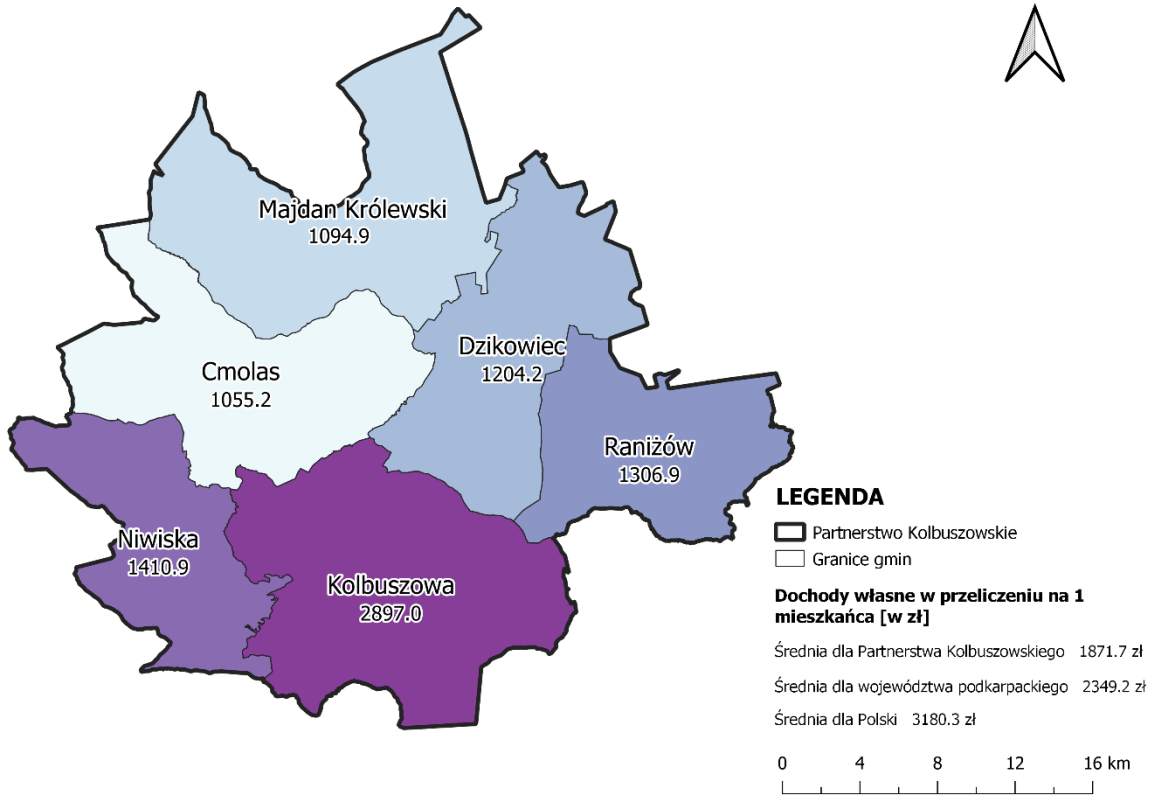 Majdan Królewski
1094.9
Dzikowiec
1204.2
Cmolas
1055.2
Raniżów
1306.9
Niwiska
1410.9
Kolbuszowa
2897.0
LEGENDA
Partnerstwo Kolbuszowskie
Granice gmin
Dochody własne w przeliczeniu na 1
mieszkańca [w zł]
Średnia dla Partnerstwa Kolbuszowskiego 1871.7 zł
Średnia dla województwa podkarpackiego 2349.2 zł
Średnia dla Polski 3180.3 zł
0 4 8 12 16 km